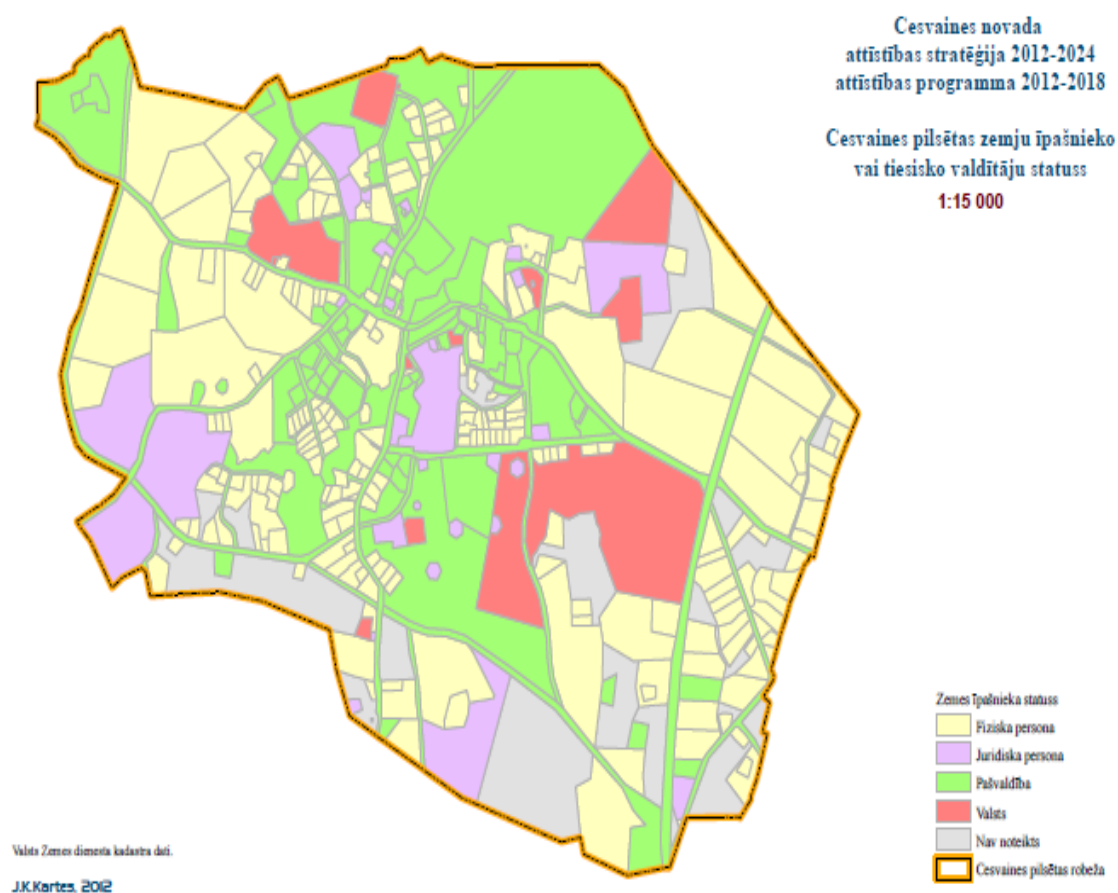 Cesvaines novada
attīstības stratēģija 2012-2024
attīstības programma 2012-2018
Cesvaines pilsētas zemju īpašnieko
vai tiesisko valdītāju statuss
1:15 000
Zemes īpašnieka statuss
Fiziska persona
Juridiska persona
Pašvaldība
Valsts
Nav noteikts
Cesvaines pilsētas robeža
Valsts Zemes dienesta kadastra dati.
J.K.Kartes. 2012